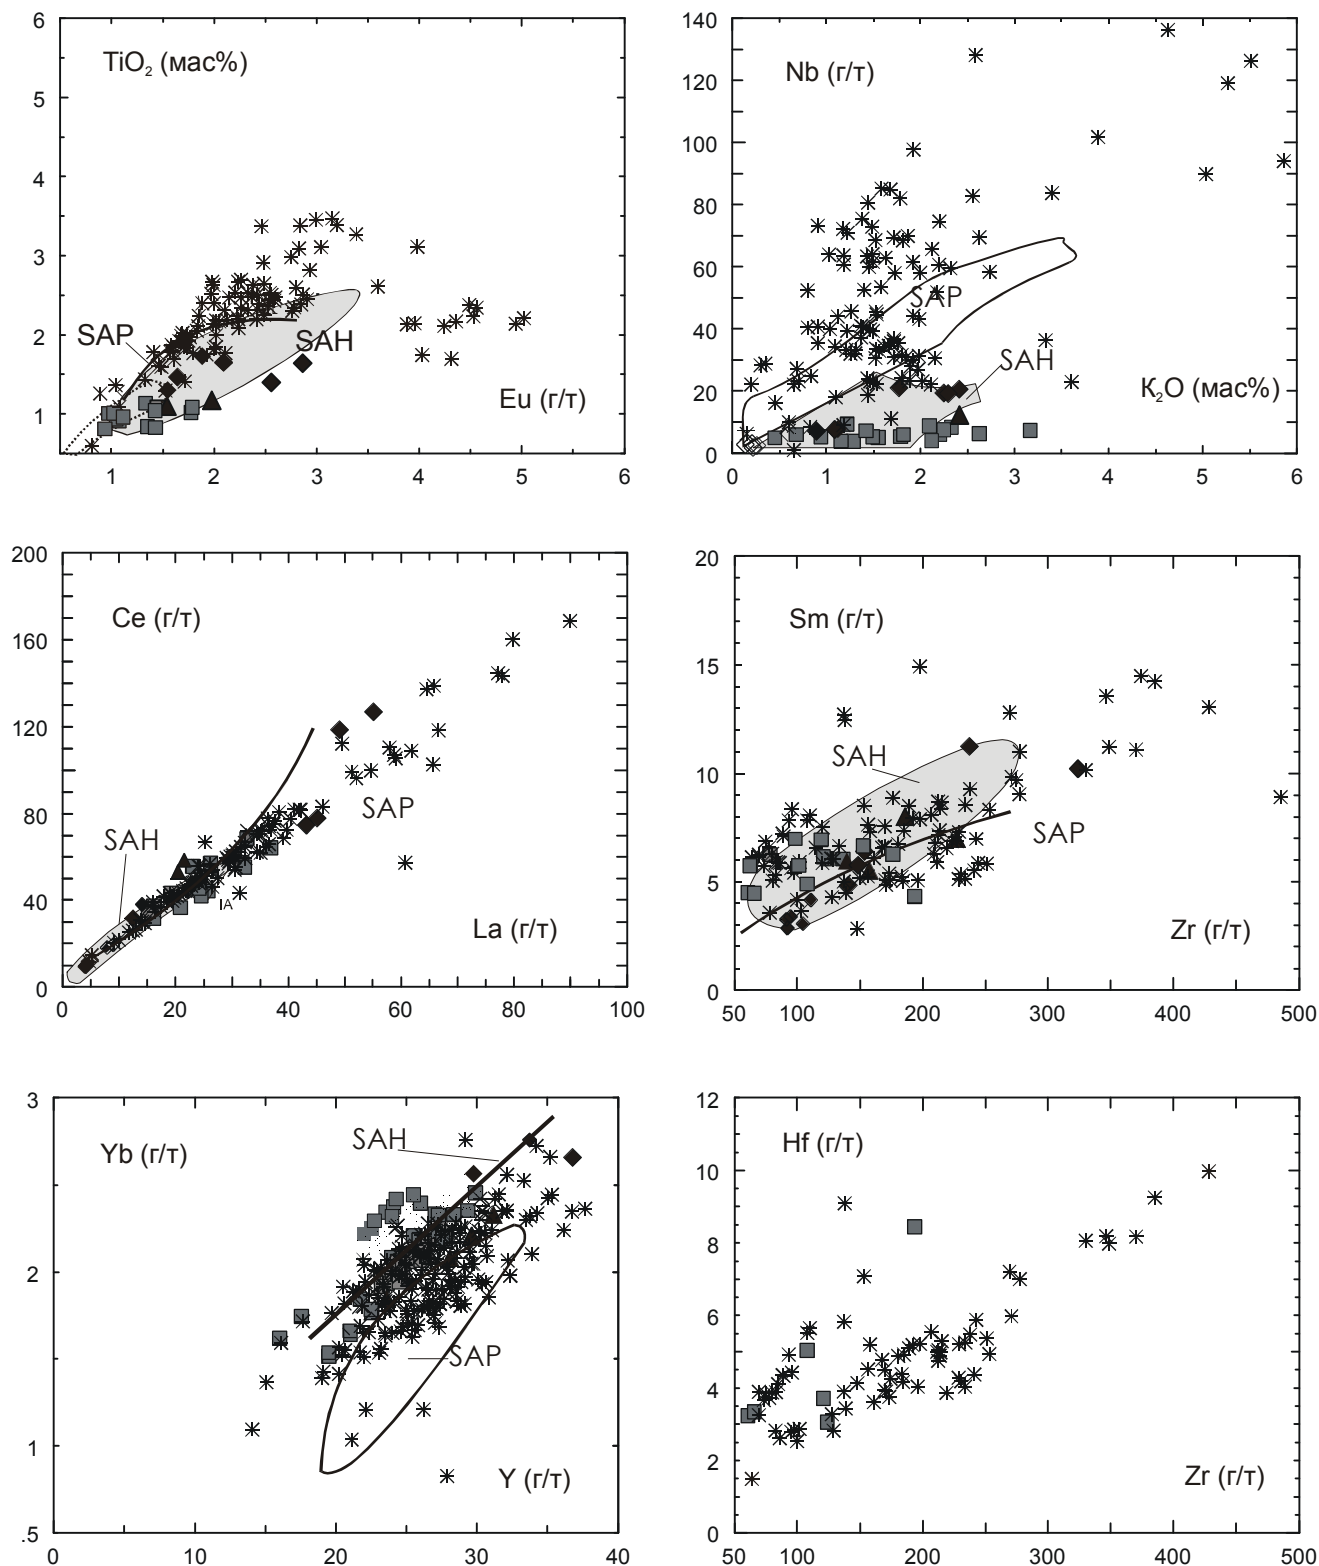 6
TiO₂ (мас%)
5
4
3
2
SAP
SAH
1
Eu (г/т)
1 2 3 4 5 6
140
Nb (г/т)
120
100
80
60
SAP
40
SAH
20
K₂O (мас%)
0
0 1 2 3 4 5 6
200
Ce (г/т)
160
120
80
SAP
SAH
40
IA
La (г/т)
0
0 20 40 60 80 100
20
Sm (г/т)
15
SAH
10
SAP
5
Zr (г/т)
0
50 100 200 300 400 500
3
SAH
Yb (г/т)
2
SAP
1
Y (г/т)
.5
0 10 20 30 40
12
Hf (г/т)
10
8
6
4
2
Zr (г/т)
0
50 100 200 300 400 500